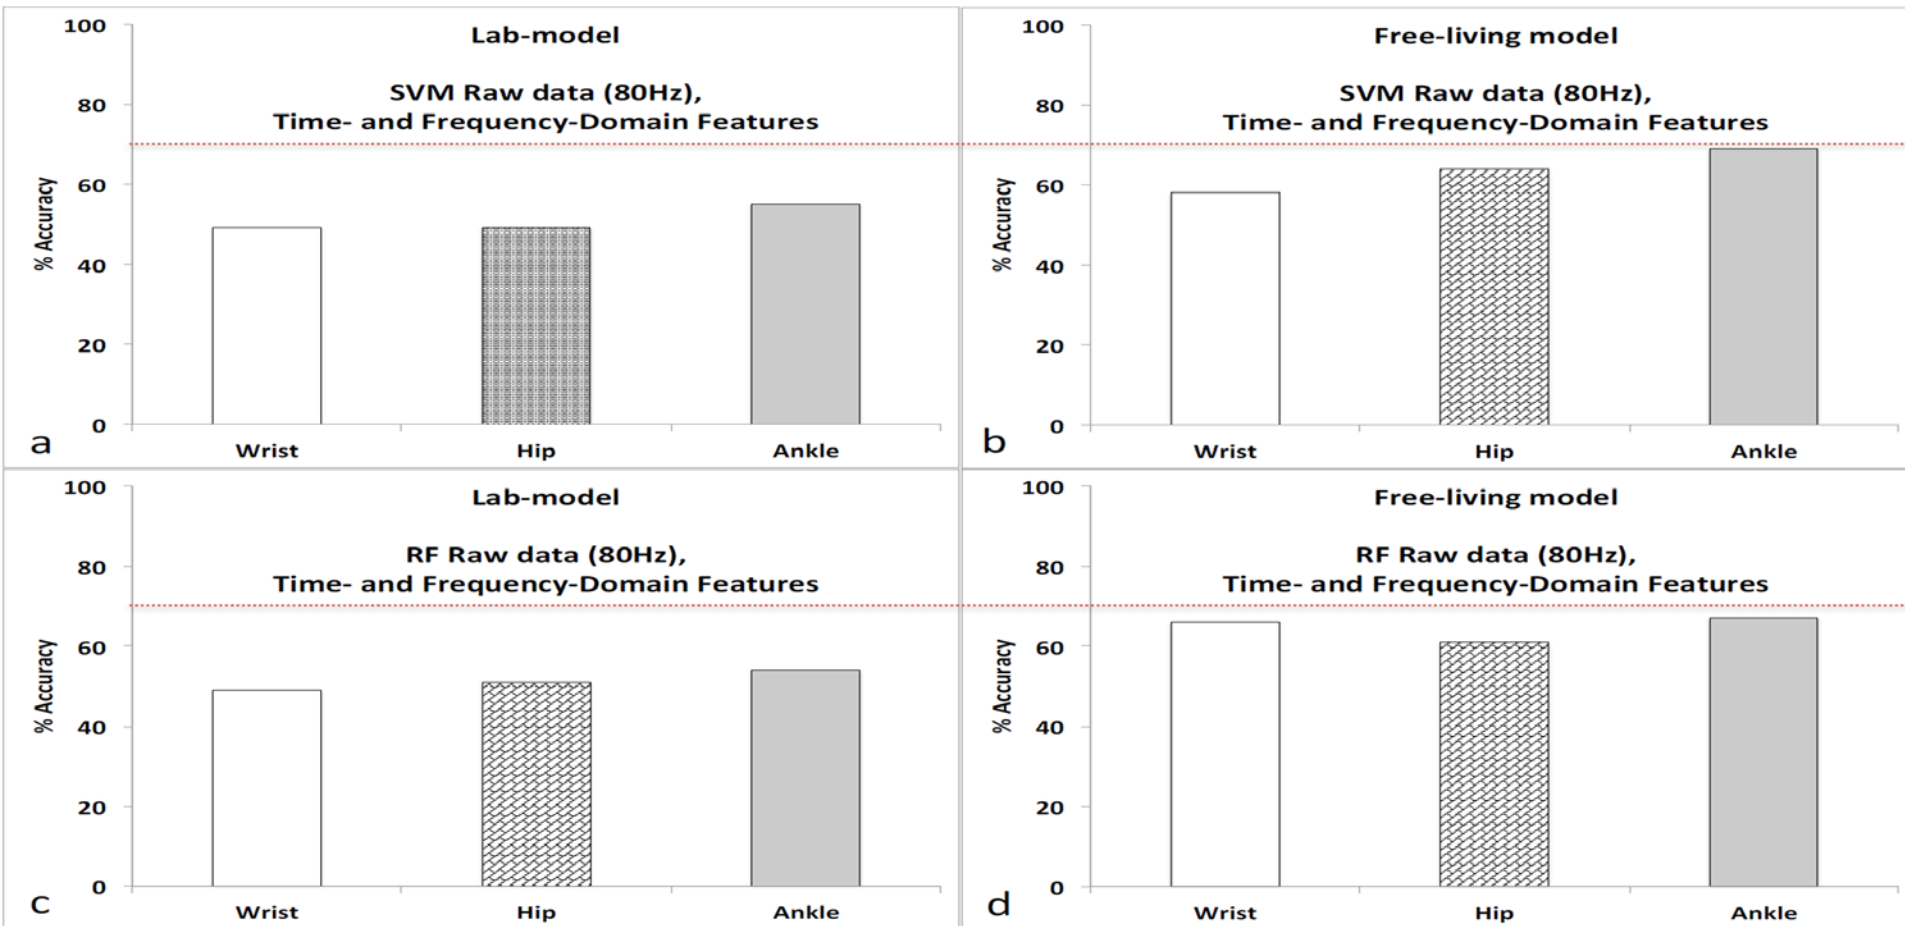 Lab-model
SVM Raw data (80Hz),
Time- and Frequency-Domain Features
100
80
60
40
20
0
% Accuracy
Wrist Hip Ankle
a
Free-living model
SVM Raw data (80Hz),
Time- and Frequency-Domain Features
100
80
60
40
20
0
% Accuracy
Wrist Hip Ankle
b
Lab-model
RF Raw data (80Hz),
Time- and Frequency-Domain Features
100
80
60
40
20
0
% Accuracy
Wrist Hip Ankle
c
Free-living model
RF Raw data (80Hz),
Time- and Frequency-Domain Features
100
80
60
40
20
0
% Accuracy
Wrist Hip Ankle
d